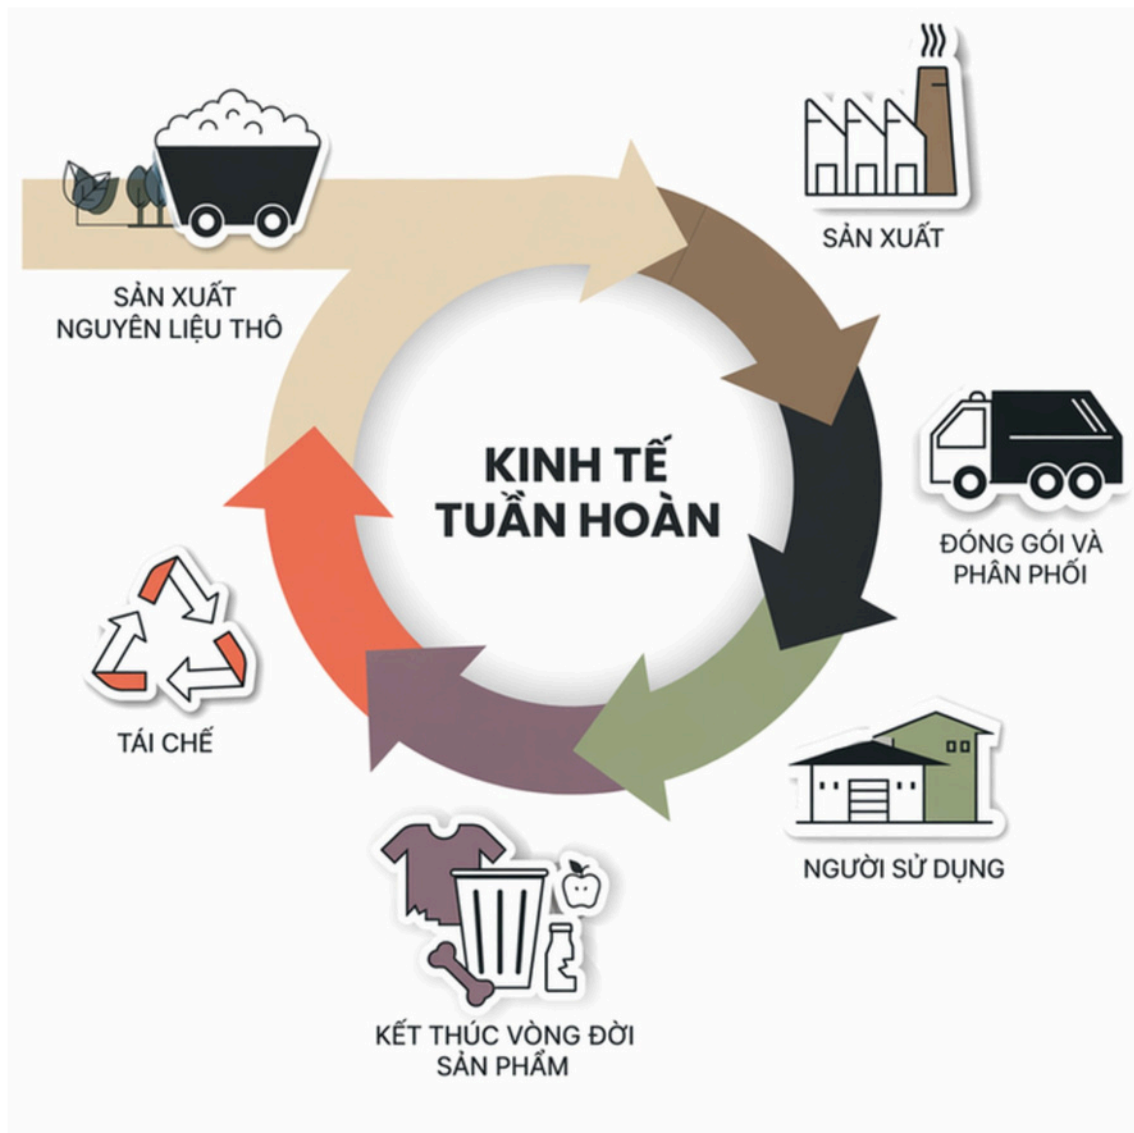 SẢN XUẤT
NGUYÊN LIỆU THÔ
SẢN XUẤT
KINH TẾ
TUẦN HOÀN
ĐÓNG GÓI VÀ
PHÂN PHỐI
NGƯỜI SỬ DỤNG
KẾT THÚC VÒNG ĐỜI
SẢN PHẨM
TÁI CHẾ